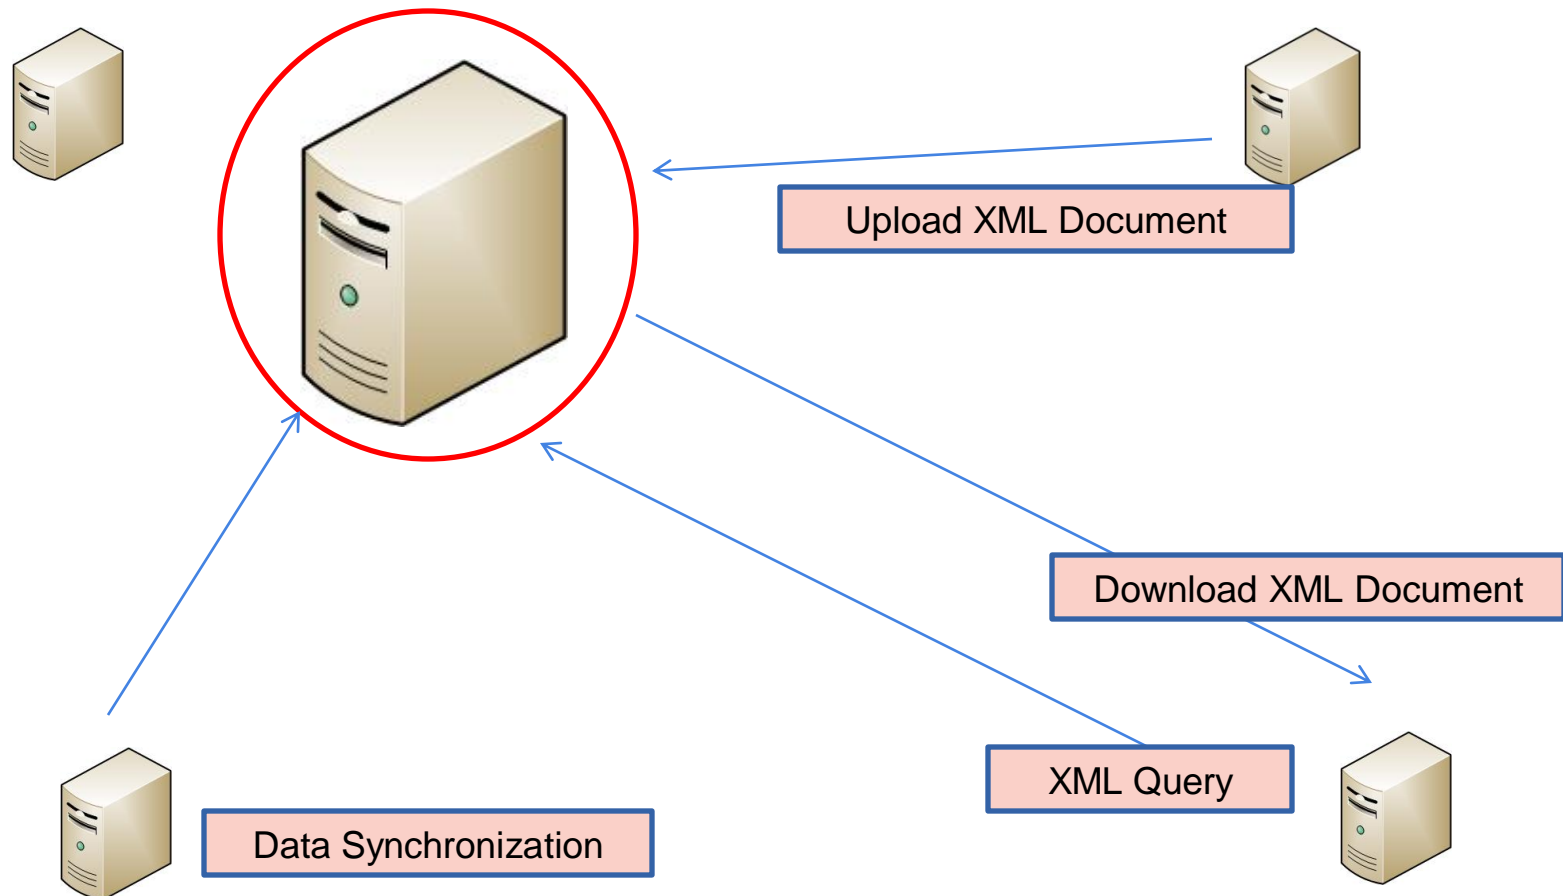 Upload XML Document
Download XML Document
XML Query
Data Synchronization